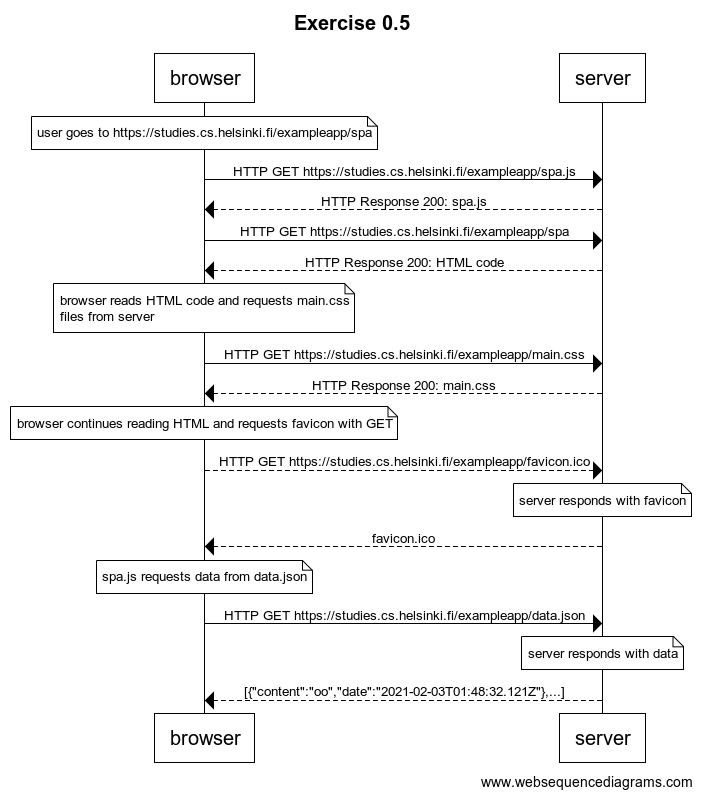 Exercise 0.5
browser
server
user goes to https://studies.cs.helsinki.fi/exampleapp/spa
HTTP GET https://studies.cs.helsinki.fi/exampleapp/spa.js
HTTP Response 200: spa.js
HTTP GET https://studies.cs.helsinki.fi/exampleapp/spa
HTTP Response 200: HTML code
browser reads HTML code and requests main.css
files from server
HTTP GET https://studies.cs.helsinki.fi/exampleapp/main.css
HTTP Response 200: main.css
browser continues reading HTML and requests favicon with GET
HTTP GET https://studies.cs.helsinki.fi/exampleapp/favicon.ico
server responds with favicon
favicon.ico
spa.js requests data from data.json
HTTP GET https://studies.cs.helsinki.fi/exampleapp/data.json
server responds with data
[{"content":"oo","date":"2021-02-03T01:48:32.121Z"},...]
browser
server
www.websequencediagrams.com